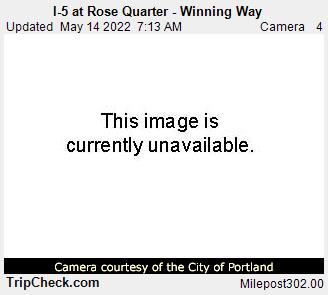 I-5 at Rose Quarter - Winning Way
Updated May 14 2022 7:13 AM Camera 4
This image is
currently unavailable.
Camera courtesy of the City of Portland
TripCheck.com Milepost302.00